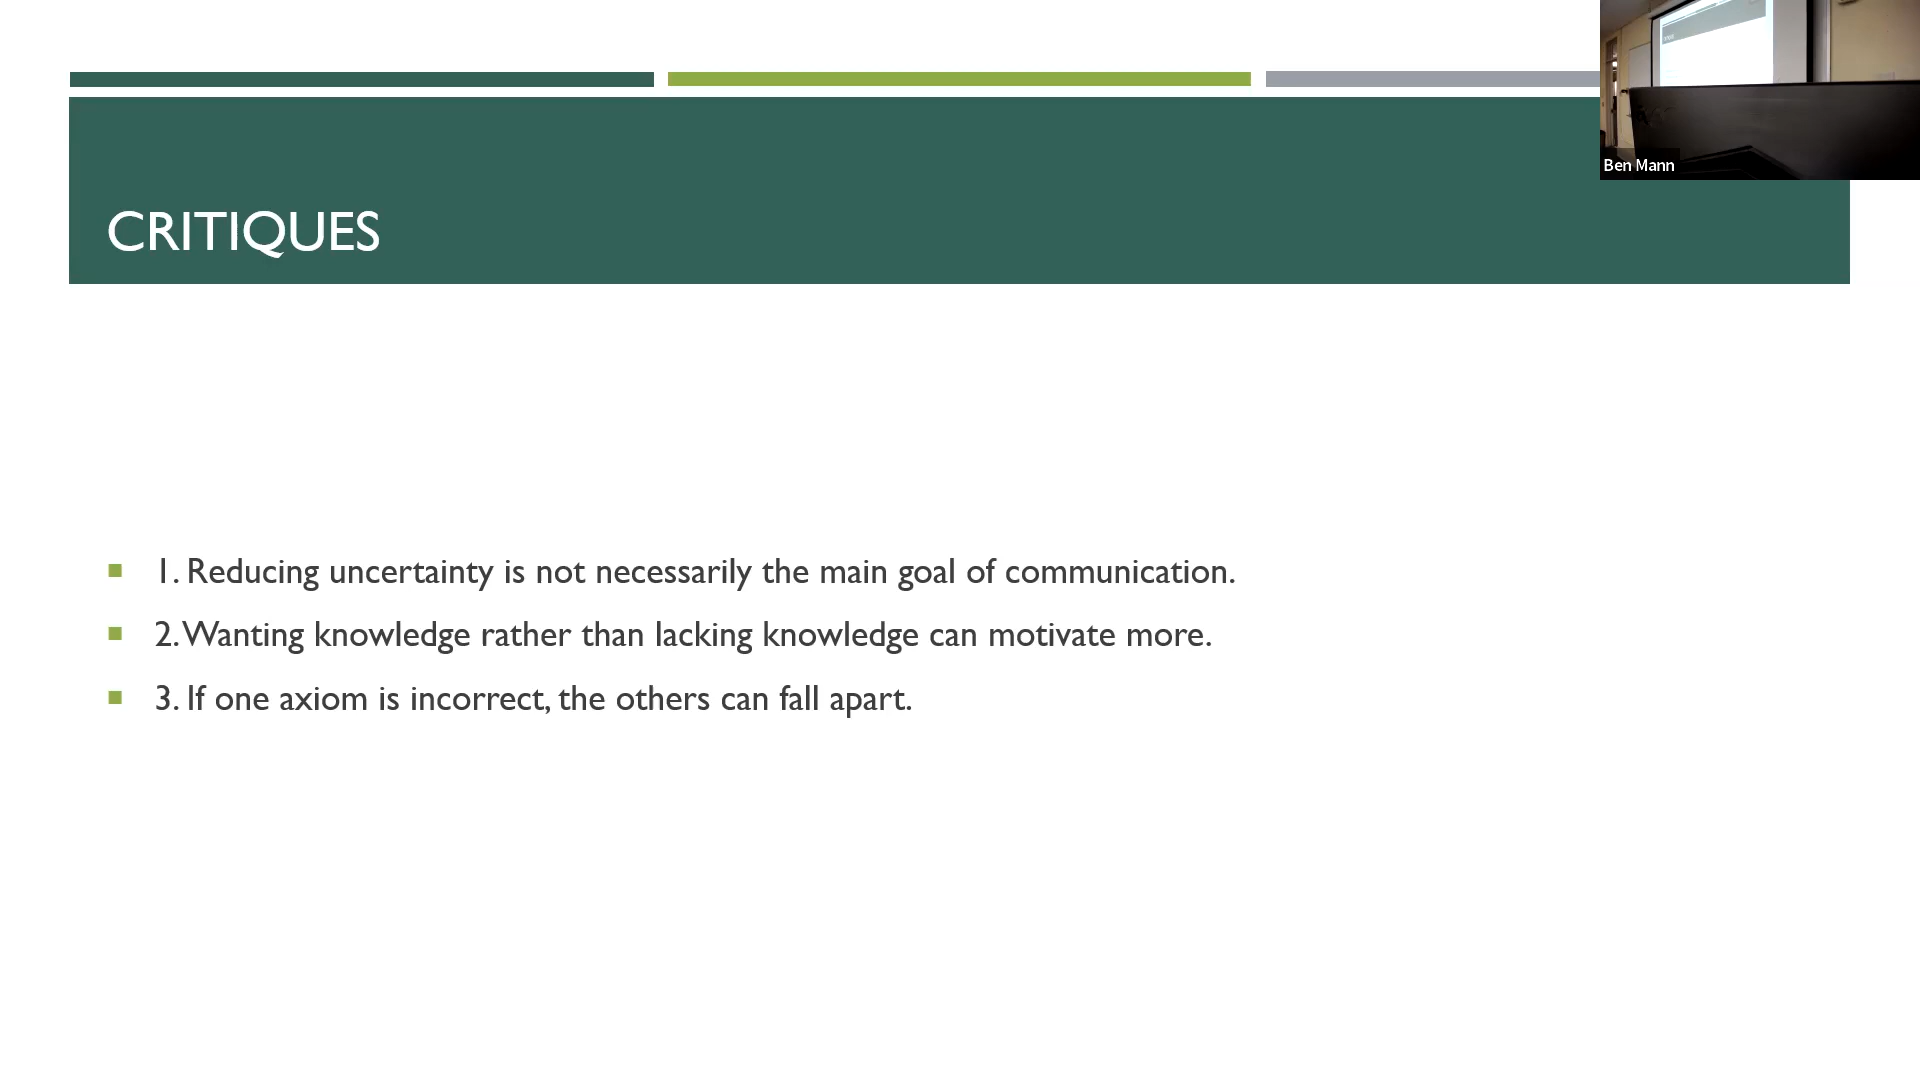 Ben Mann
CRITIQUES
1. Reducing uncertainty is not necessarily the main goal of communication.
2. Wanting knowledge rather than lacking knowledge can motivate more.
3. If one axiom is incorrect, the others can fall apart.